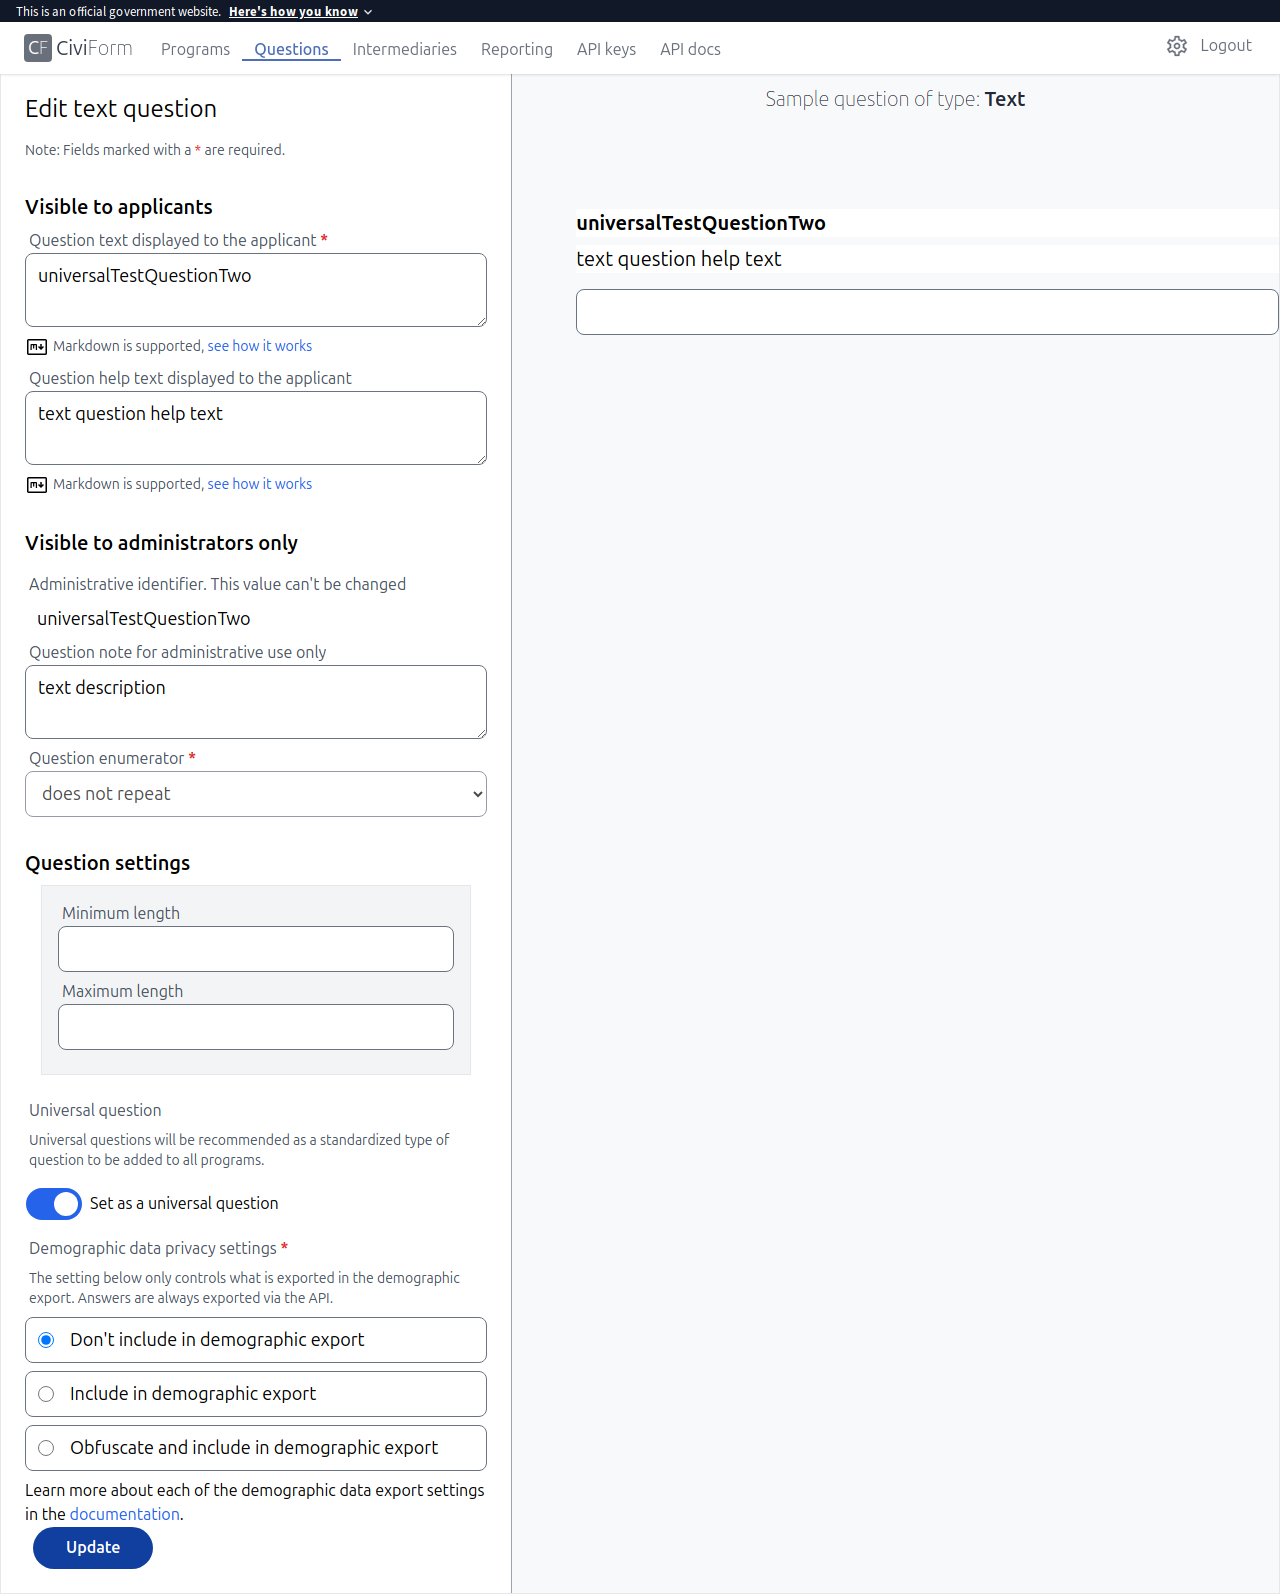 This is an official government website. Here's how you know
CF CiviForm Programs Questions Intermediaries Reporting API keys API docs Logout
Edit text question
Note: Fields marked with a * are required.
Visible to applicants
Question text displayed to the applicant *
universalTestQuestionTwo
Markdown is supported, see how it works
Question help text displayed to the applicant
text question help text
Markdown is supported, see how it works
Visible to administrators only
Administrative identifier. This value can't be changed
universalTestQuestionTwo
Question note for administrative use only
text description
Question enumerator *
does not repeat
Question settings
Minimum length
Maximum length
Universal question
Universal questions will be recommended as a standardized type of
question to be added to all programs.
Set as a universal question
Demographic data privacy settings *
The setting below only controls what is exported in the demographic
export. Answers are always exported via the API.
Don't include in demographic export
Include in demographic export
Obfuscate and include in demographic export
Learn more about each of the demographic data export settings
in the documentation.
Update
Sample question of type: Text
universalTestQuestionTwo
text question help text